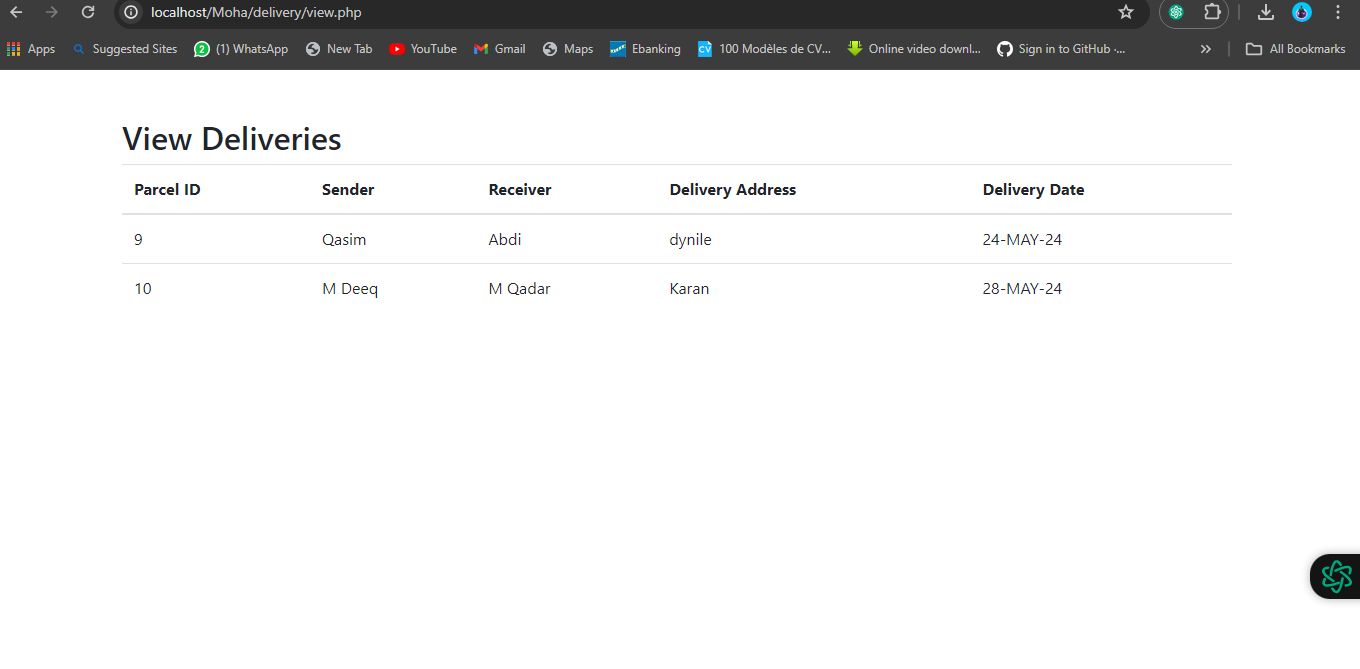 localhost/Moha/delivery/view.php
Apps Suggested Sites 2 (1) WhatsApp New Tab YouTube Gmail Maps Ebanking CV 100 Modèles de CV... Online video downl... Sign in to GitHub ·... » All Bookmarks
View Deliveries
Parcel ID Sender Receiver Delivery Address Delivery Date
9 Qasim Abdi dynile 24-MAY-24
10 M Deeq M Qadar Karan 28-MAY-24